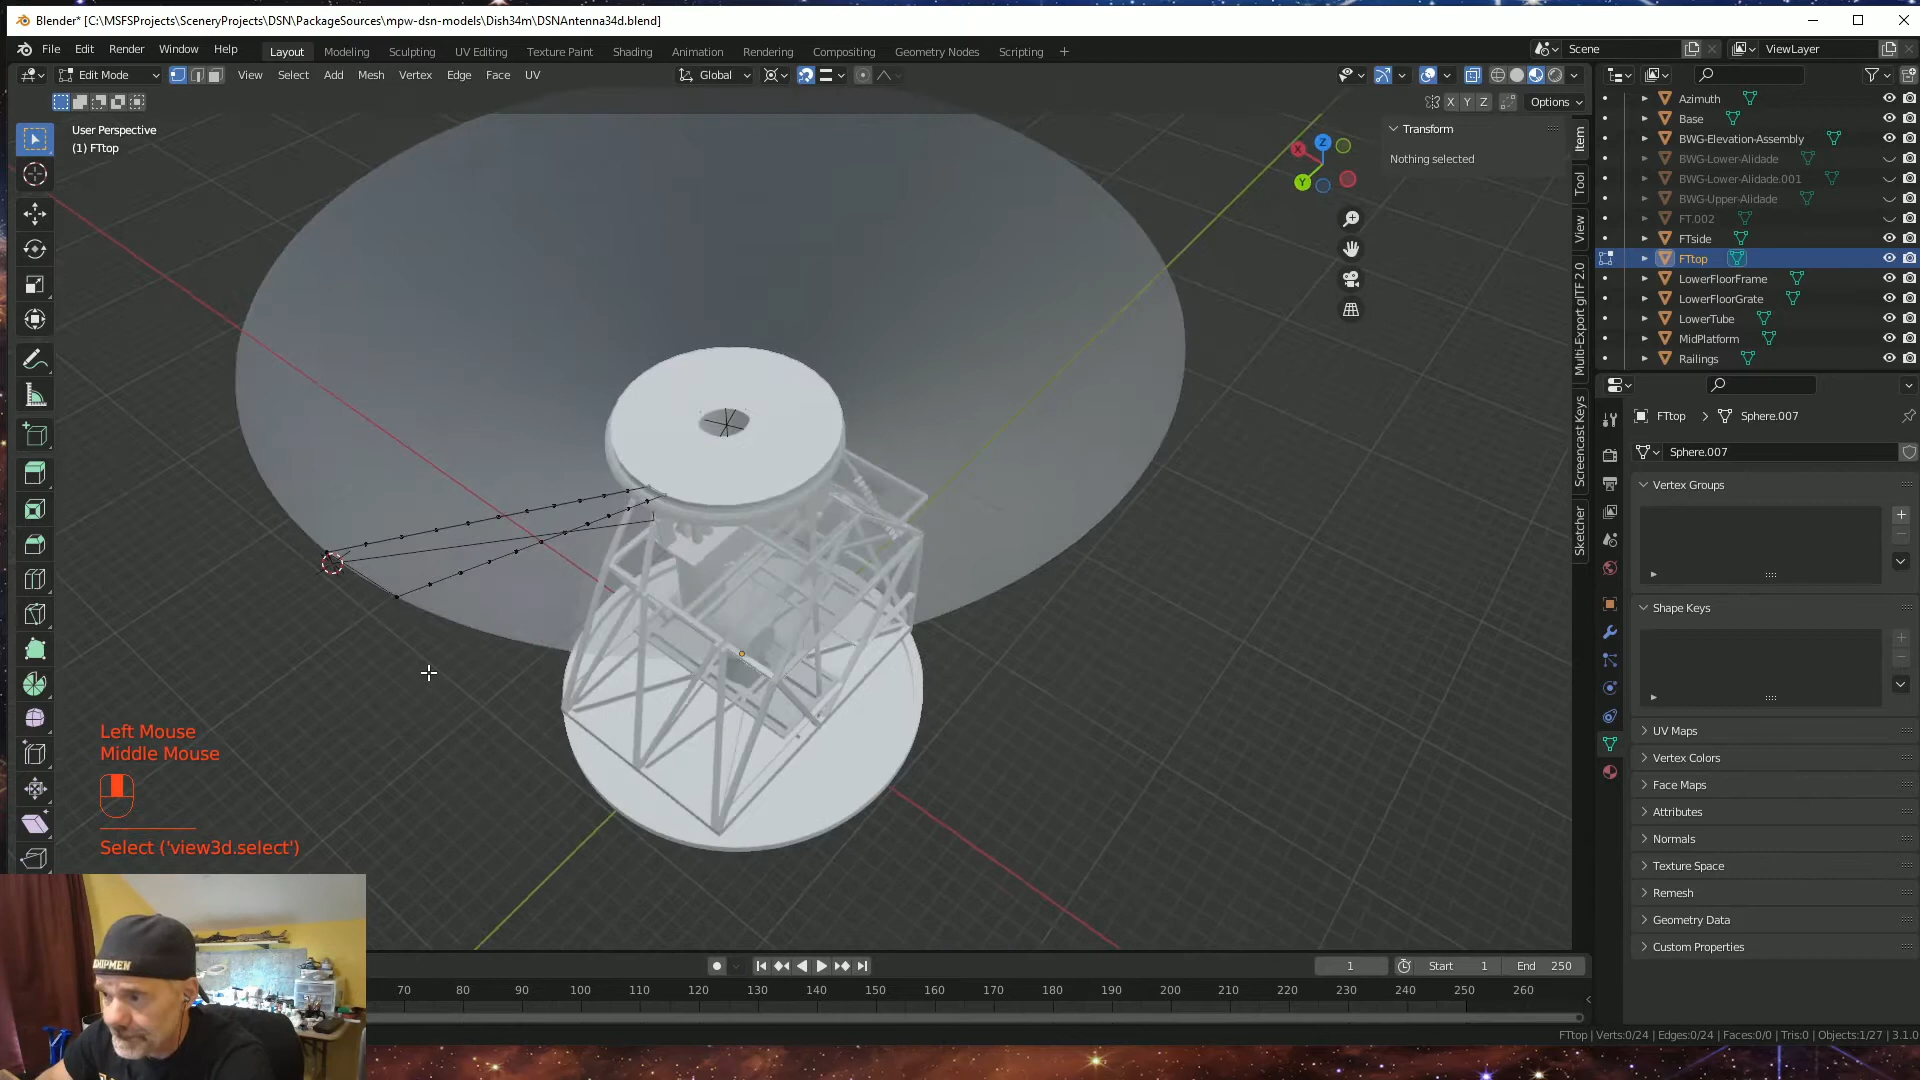 Blender* [C:\MSFSProjects\SceneryProjects\DSN\PackageSources\mpw-dsn-models\Dish34m\DSNAntenna34d.blend]
File Edit Render Window Help Layout Modeling Sculpting UV Editing Texture Paint Shading Animation Rendering Compositing Geometry Nodes Scripting + Scene ViewLayer
Edit Mode View Select Add Mesh Vertex Edge Face UV Global
X Y Z Options
User Perspective
(1) FTtop
Transform
Nothing selected
Item
Tool
View
Multi-Export glTF 2.0
Screencast Keys
Sketcher
X
Y
Z
Azimuth
Base
BWG-Elevation-Assembly
BWG-Lower-Alidade
BWG-Lower-Alidade.001
BWG-Upper-Alidade
FT.002
FTside
FTtop
LowerFloorFrame
LowerFloorGrate
LowerTube
MidPlatform
Railings
FTtop > Sphere.007
Sphere.007
Vertex Groups
Shape Keys
UV Maps
Vertex Colors
Face Maps
Attributes
Normals
Texture Space
Remesh
Geometry Data
Custom Properties
Left Mouse
Middle Mouse
Select ('view3d.select')
SHIPMEN
1 Start 1 End 250
70 80 90 100 110 120 130 140 150 160 170 180 190 200 210 220 230 240 250 260
FTtop | Verts:0/24 | Edges:0/24 | Faces:0/0 | Tris:0 | Objects:1/27 | 3.1.0